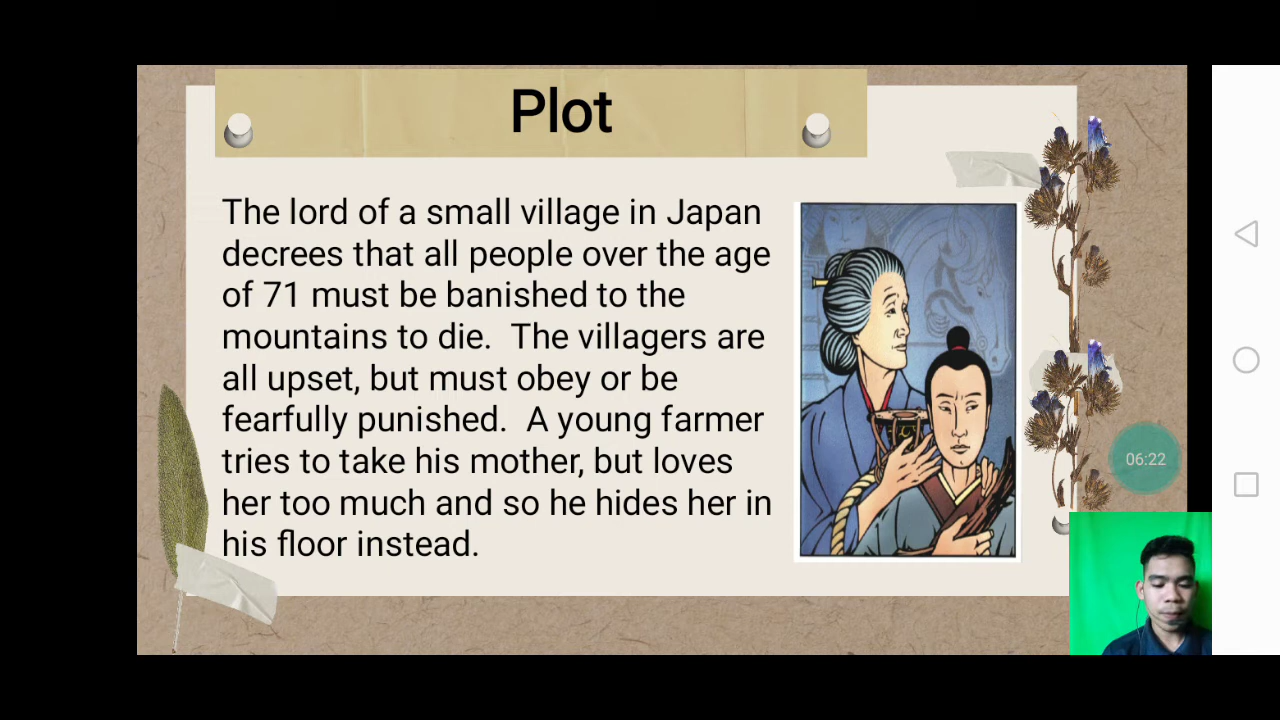 Plot
The lord of a small village in Japan
decrees that all people over the age
of 71 must be banished to the
mountains to die.  The villagers are
all upset, but must obey or be
fearfully punished.  A young farmer
tries to take his mother, but loves
her too much and so he hides her in
his floor instead.
06:22